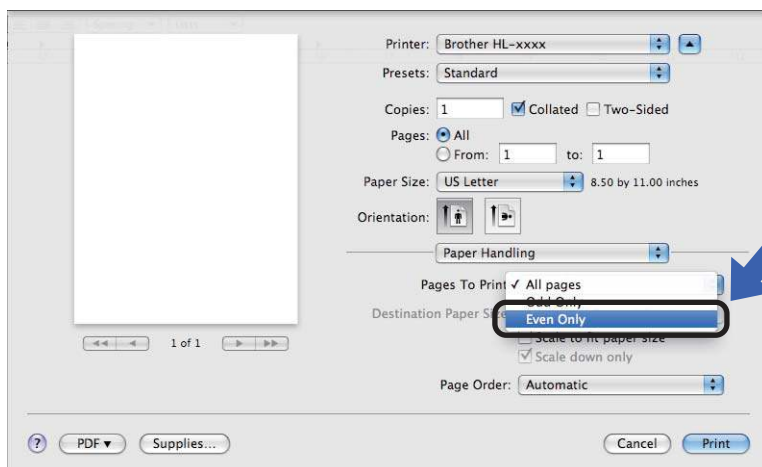 Printer: Brother HL-xxxx
Presets: Standard
Copies: 1 Collated Two-Sided
Pages: All
From: 1 to: 1
Paper Size: US Letter 8.50 by 11.00 inches
Orientation:
Paper Handling
Pages To Print ✓ All pages
Odd Only
Destination Paper Even Only
Scale to fit paper size
Scale down only
1 of 1
Page Order: Automatic
? PDF▼ Supplies... Cancel Print